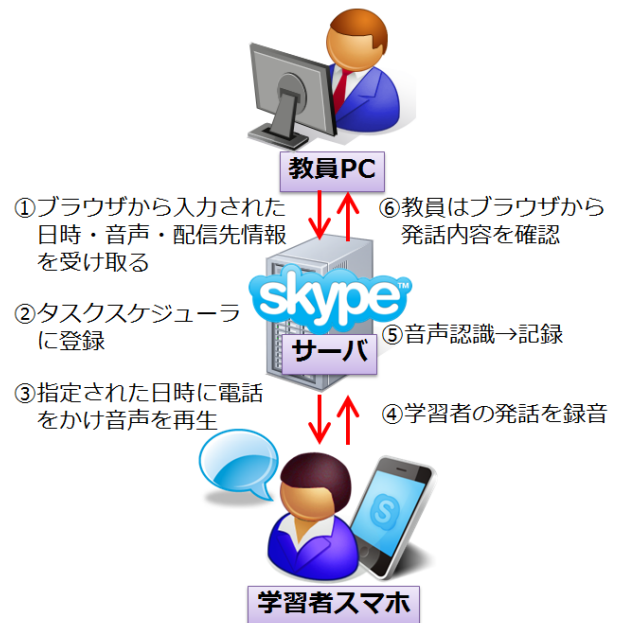 教員PC
①ブラウザから入力された
日時・音声・配信先情報
を受け取る
⑥教員はブラウザから
発話内容を確認
skype™
サーバ
②タスクスケジューラ
に登録
⑤音声認識→記録
③指定された日時に電話
をかけ音声を再生
④学習者の発話を録音
S
学習者スマホ